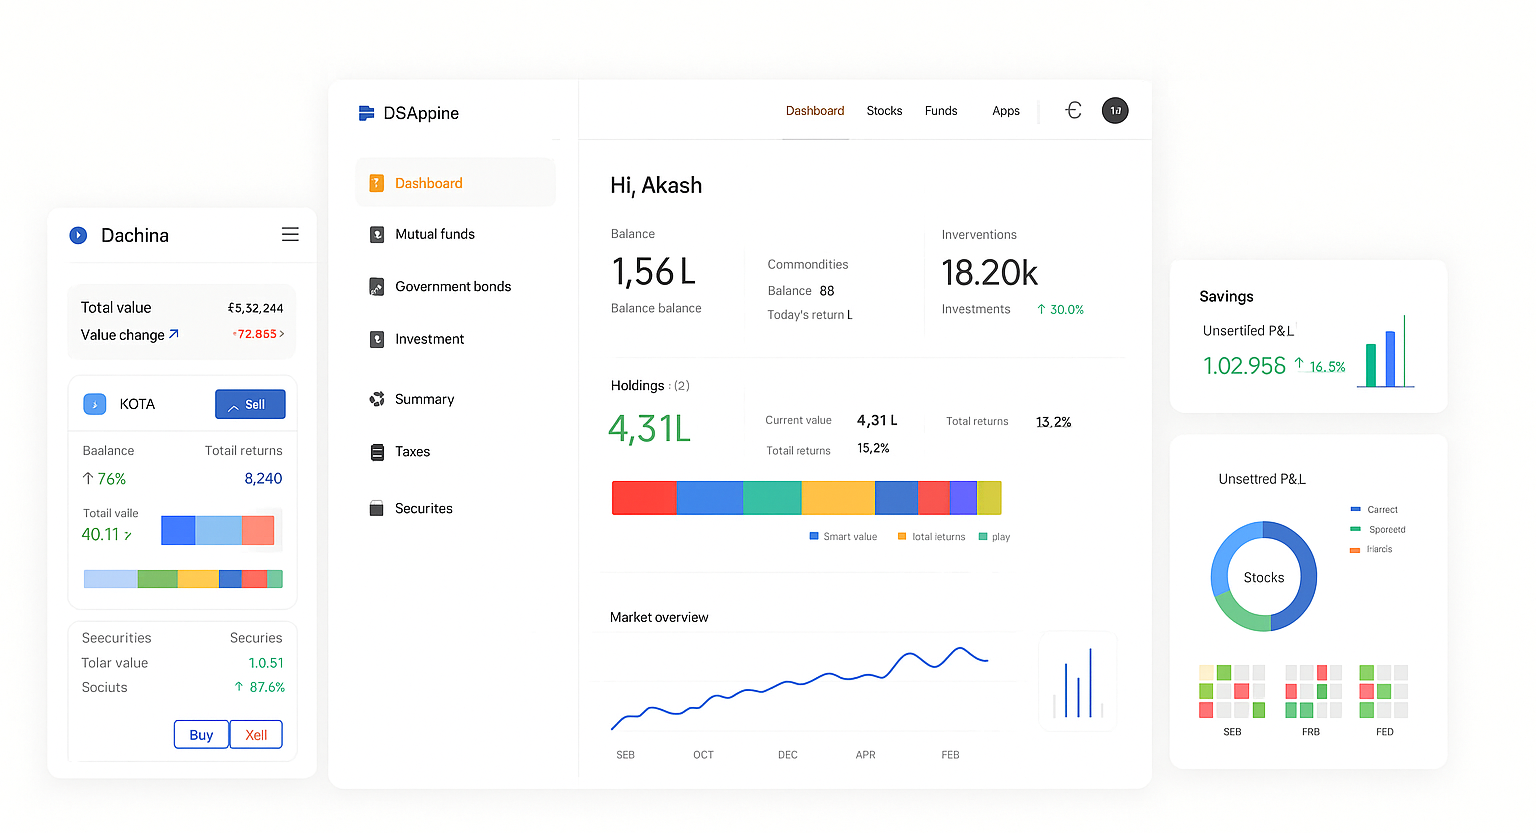 Dachina
Total value ₹5,32,244
Value change -72.865 >
KOTA Sell
Baalance Totail returns
↑ 76% 8,240
Totail vaile
40.11
Seecurities Securies
Tolar value 1.0.51
Sociuts ↑ 87.6%
Buy Xell
DSAppine
Dashboard
Mutual funds
Government bonds
Investment
Summary
Taxes
Securites
Dashboard Stocks Funds Apps
Hi, Akash
Balance
1,56 L
Balance balance
Commondities
Balance 88
Today's return L
Inverventions
18.20k
Investments ↑ 30.0%
Holdings : (2)
4,31L
Current value 4,31 L
Totail returns 15,2%
Total returns 13,2%
Smart value Iotal ieturns play
Market overview
SEB OCT DEC APR FEB
Savings
Unsertiled P&L
1.02.958 ↑ 16.5%
Unsettred P&L
Carrect
Sporeetd
Iriarcis
Stocks
SEB FRB FED